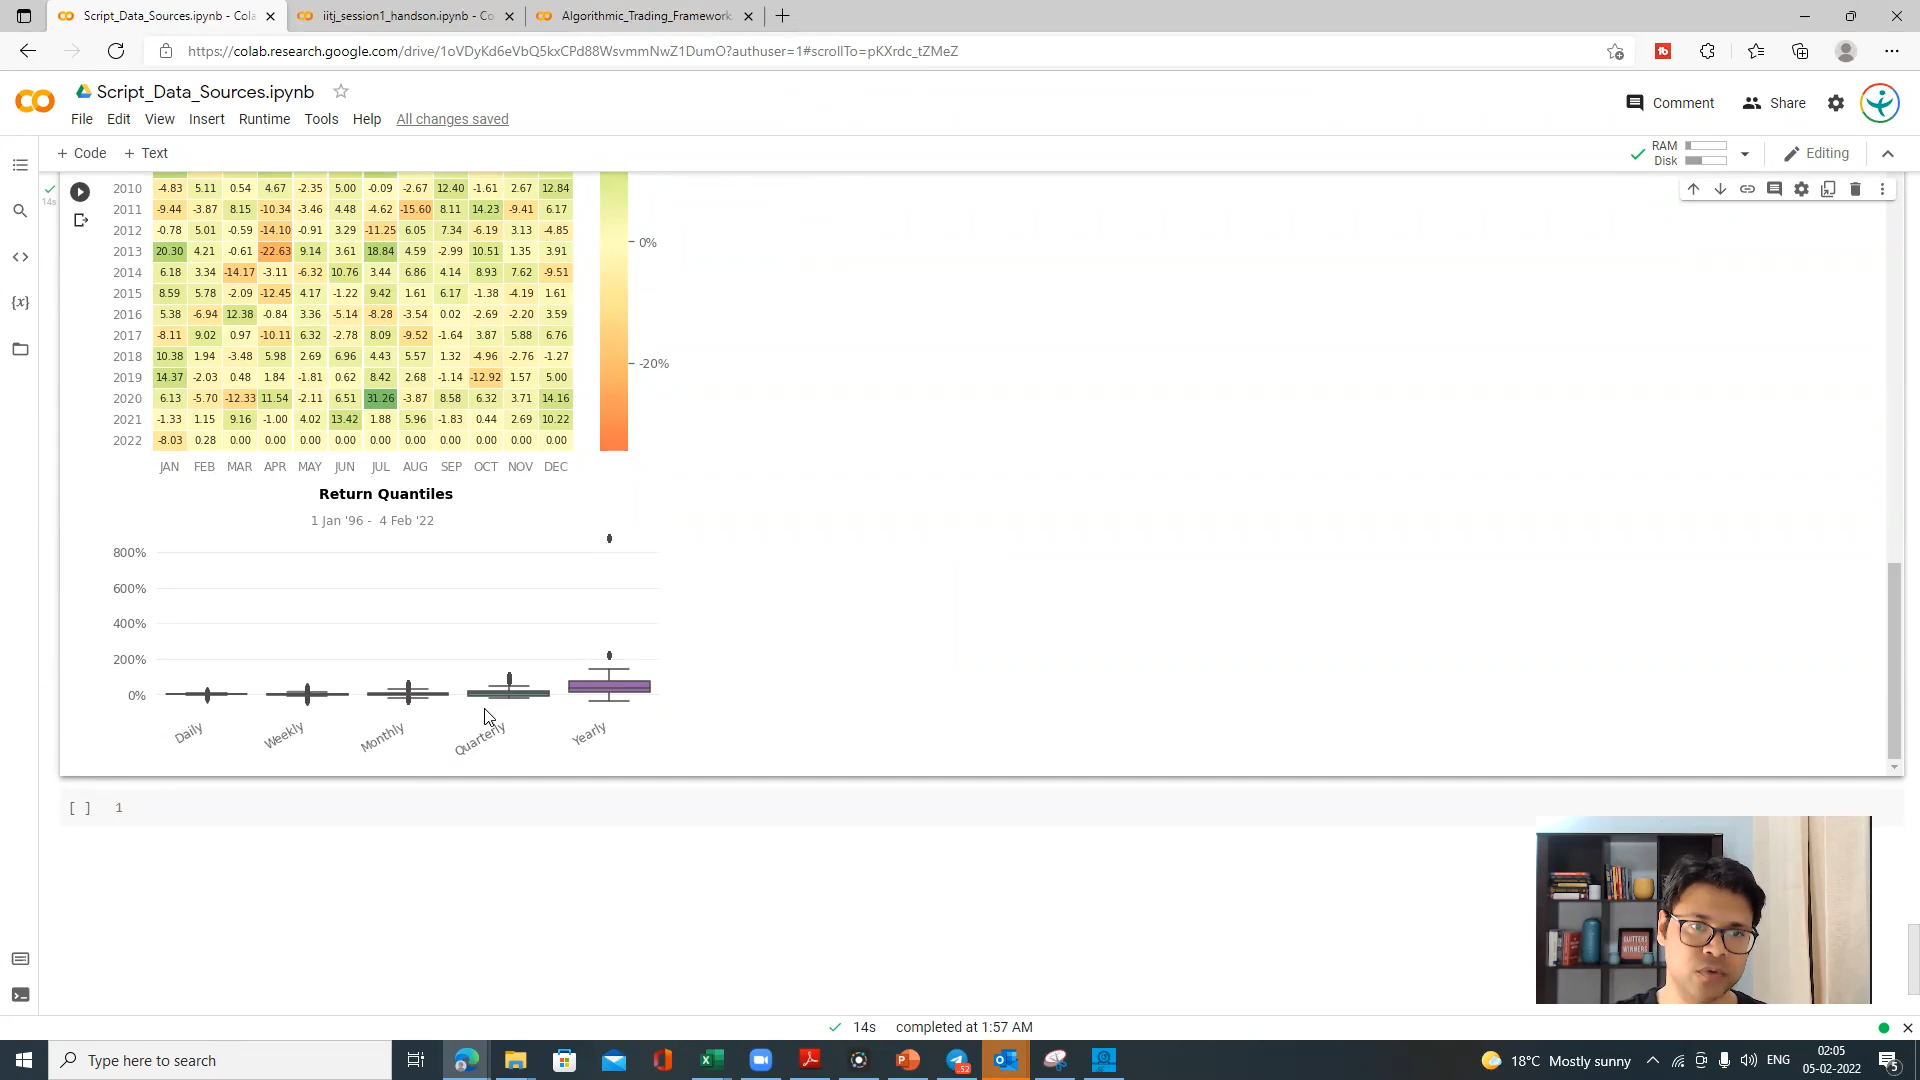 Script_Data_Sources.ipynb - Cola
iitj_session1_handson.ipynb - Co
Algorithmic_Trading_Framework.
https://colab.research.google.com/drive/1oVDyKd6eVbQ5kxCPd88WsvmmNwZ1DumO?authuser=1#scrollTo=pKXrdc_tZMeZ
Script_Data_Sources.ipynb
Comment
Share
File Edit View Insert Runtime Tools Help All changes saved
+ Code + Text
RAM
Disk
Editing
14s
2010 -4.83 5.11 0.54 4.67 -2.35 5.00 -0.09 -2.67 12.40 -1.61 2.67 12.84
2011 -9.44 -3.87 8.15 -10.34 -3.46 4.48 -4.62 -15.60 8.11 14.23 -9.41 6.17
2012 -0.78 5.01 -0.59 -14.10 -0.91 3.29 -11.25 6.05 7.34 -6.19 3.13 -4.85
2013 20.30 4.21 -0.61 -22.63 9.14 3.61 18.84 4.59 -2.99 10.51 1.35 3.91
2014 6.18 3.34 -14.17 -3.11 -6.32 10.76 3.44 6.86 4.14 8.93 7.62 -9.51
2015 8.59 5.78 -2.09 -12.45 4.17 -1.22 9.42 1.61 6.17 -1.38 -4.19 1.61
2016 5.38 -6.94 12.38 -0.84 3.36 -5.14 -8.28 -3.54 0.02 -2.69 -2.20 3.59
2017 -8.11 9.02 0.97 -10.11 6.32 -2.78 8.09 -9.52 -1.64 3.87 5.88 6.76
2018 10.38 1.94 -3.48 5.98 2.69 6.96 4.43 5.57 1.32 -4.96 -2.76 -1.27
2019 14.37 -2.03 0.48 1.84 -1.81 0.62 8.42 2.68 -1.14 -12.92 1.57 5.00
2020 6.13 -5.70 -12.33 11.54 -2.11 6.51 31.26 -3.87 8.58 6.32 3.71 14.16
2021 -1.33 1.15 9.16 -1.00 4.02 13.42 1.88 5.96 -1.83 0.44 2.69 10.22
2022 -8.03 0.28 0.00 0.00 0.00 0.00 0.00 0.00 0.00 0.00 0.00 0.00
JAN FEB MAR APR MAY JUN JUL AUG SEP OCT NOV DEC
0%
-20%
Return Quantiles
1 Jan '96 - 4 Feb '22
800%
600%
400%
200%
0%
Daily Weekly Monthly Quarterly Yearly
[ ] 1
QUITTERS
WINNERS
14s completed at 1:57 AM
Type here to search
52
18°C Mostly sunny
ENG
02:05
05-02-2022
5